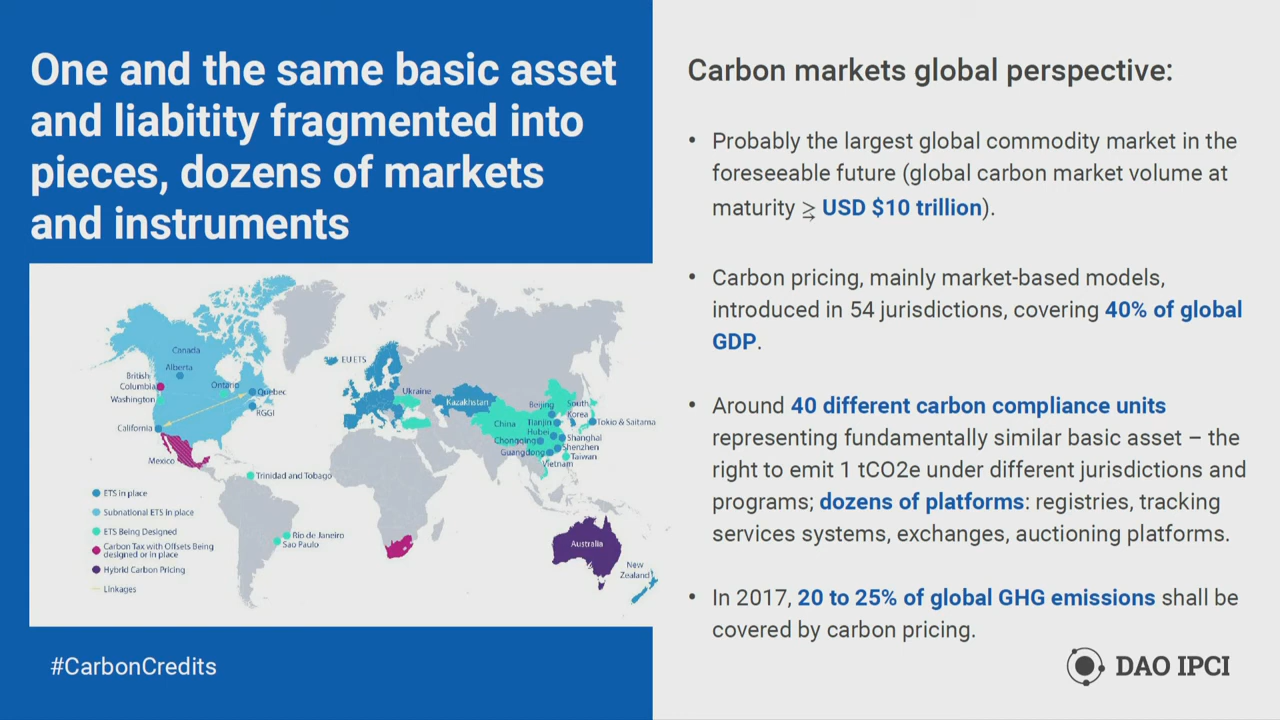 One and the same basic asset
and liabitity fragmented into
pieces, dozens of markets
and instruments
Canada
Alberta
British
Columbia
Washington
Ontario
Quebec
RGGI
California
Mexico
Trinidad and Tobago
Rio de Janeiro
Sao Paulo
EU ETS
Ukraine
Kazakhstan
China
Beijing
Tianjin
Hubei
Chongqing
Guangdong
South
Korea
Tokio & Saitama
Shanghai
Shenzhen
Taiwan
Vietnam
Australia
New
Zealand
ETS in place
Subnational ETS in place
ETS Being Designed
Carbon Tax with Offsets Being
designed or in place
Hybrid Carbon Pricing
Linkages
#CarbonCredits
Carbon markets global perspective:
• Probably the largest global commodity market in the
foreseeable future (global carbon market volume at
maturity ⪖ USD $10 trillion).
• Carbon pricing, mainly market-based models,
introduced in 54 jurisdictions, covering 40% of global
GDP.
• Around 40 different carbon compliance units
representing fundamentally similar basic asset – the
right to emit 1 tCO2e under different jurisdictions and
programs; dozens of platforms: registries, tracking
services systems, exchanges, auctioning platforms.
• In 2017, 20 to 25% of global GHG emissions shall be
covered by carbon pricing.
DAO IPCI